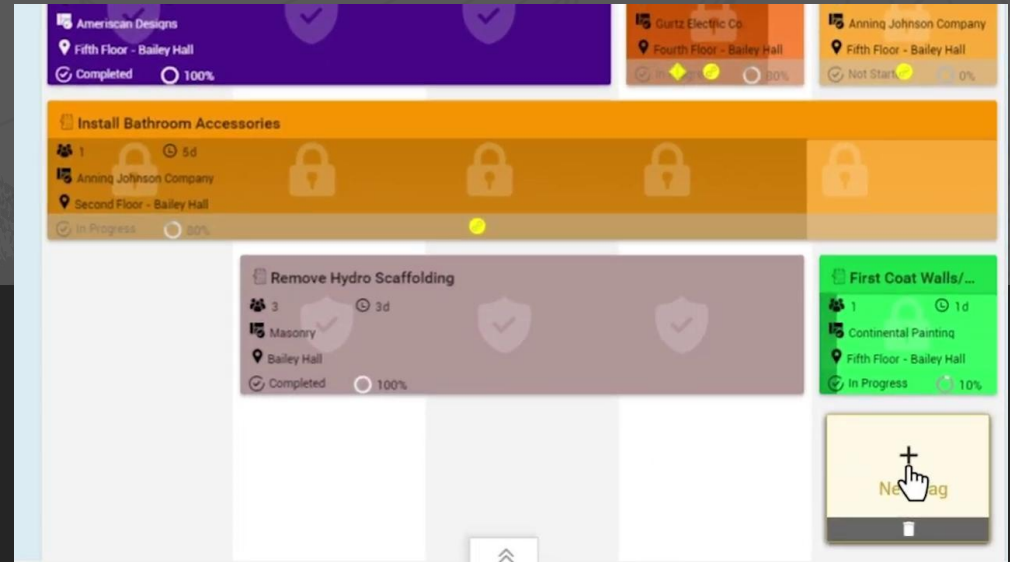 Ameriscan Designs
Fifth Floor - Bailey Hall
Completed 100%
Gurtz Electric Co.
Fourth Floor - Bailey Hall
80%
Anning Johnson Company
Fifth Floor - Bailey Hall
Not Start
0%
Install Bathroom Accessories
1 5d
Anning Johnson Company
Second Floor - Bailey Hall
In Progress 80%
Remove Hydro Scaffolding
3 3d
Masonry
Bailey Hall
Completed 100%
First Coat Walls/...
1 1d
Continental Painting
Fifth Floor - Bailey Hall
In Progress 10%